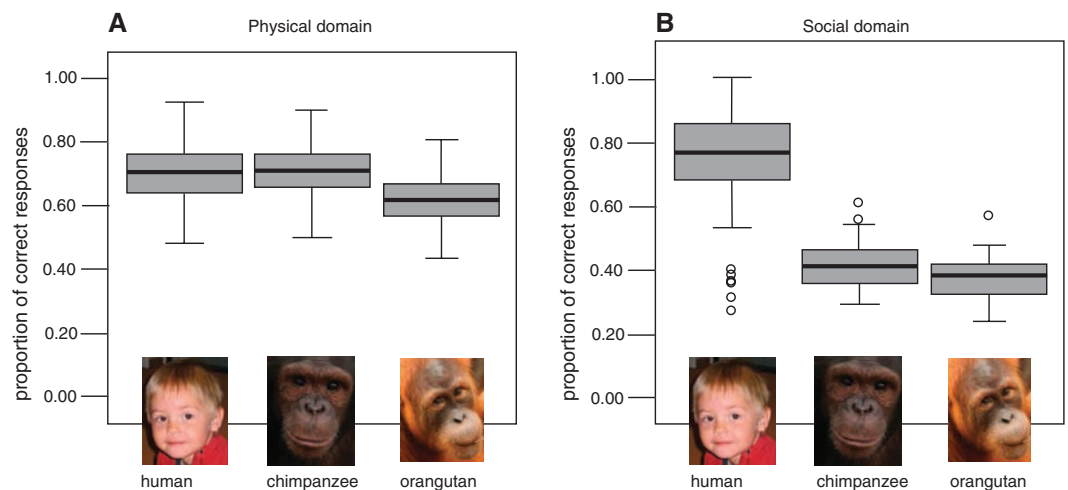 A
Physical domain
proportion of correct responses
1.00
0.80
0.60
0.40
0.20
0.00
human
chimpanzee
orangutan
B
Social domain
proportion of correct responses
1.00
0.80
0.60
0.40
0.20
0.00
human
chimpanzee
orangutan